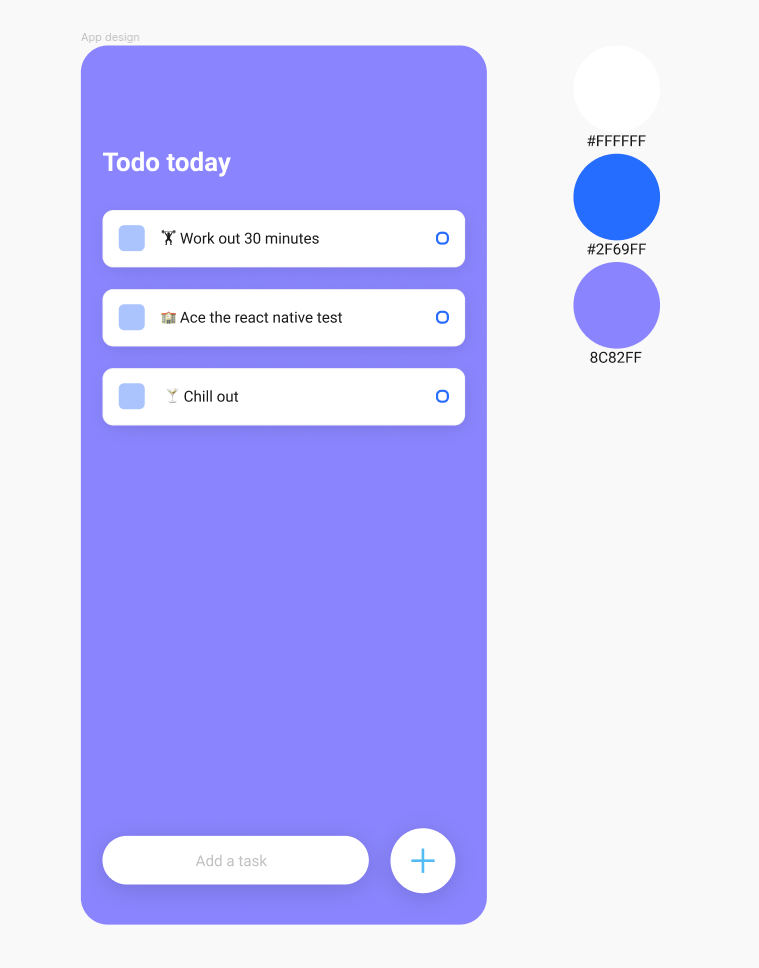 App design
Todo today
🏋 Work out 30 minutes
🏫 Ace the react native test
🍸 Chill out
Add a task
#FFFFFF
#2F69FF
8C82FF